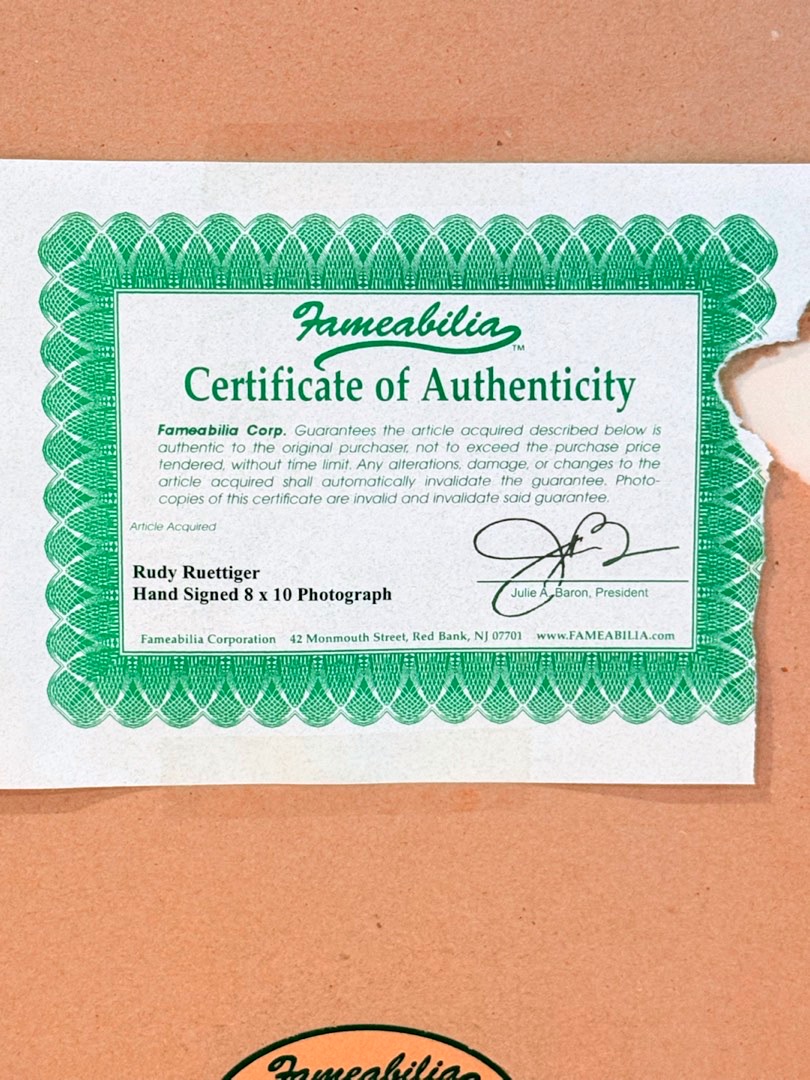 Fameabilia™
Certificate of Authenticity
Fameabilia Corp. Guarantees the article acquired described below is
authentic to the original purchaser, not to exceed the purchase price
tendered, without time limit. Any alterations, damage, or changes to the
article acquired shall automatically invalidate the guarantee. Photo-
copies of this certificate are invalid and invalidate said guarantee.
Article Acquired
Rudy Ruettiger
Hand Signed 8 x 10 Photograph
Julie A. Baron, President
Fameabilia Corporation 42 Monmouth Street, Red Bank, NJ 07701 www.FAMEABILIA.com
Fameabilia